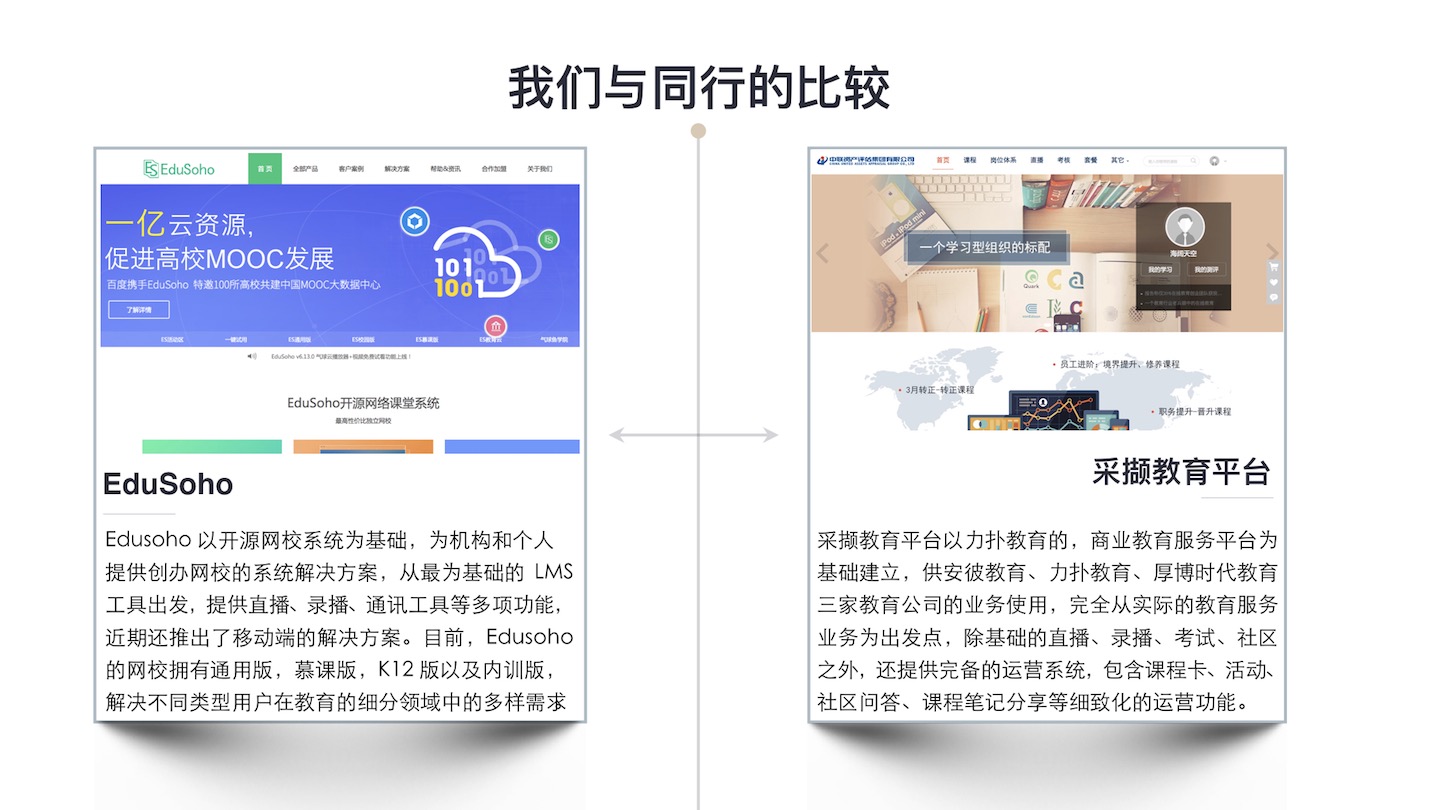 我们与同行的比较
EduSoho
首页 全部产品 客户案例 解决方案 帮助&资讯 合作加盟 关于我们
一亿云资源,
促进高校MOOC发展
百度携手EduSoho 特邀100所高校共建中国MOOC大数据中心
了解详情
101
100
ES活动区 一键试用 ES通用版 ES校园版 ES慕课版 ES教育云 气球鱼学院
EduSoho v6.13.0 气球云播放器+视频免费试看功能上线!
EduSoho开源网络课堂系统
最高性价比独立网校
EduSoho
Edusoho 以开源网校系统为基础，为机构和个人
提供创办网校的系统解决方案，从最为基础的 LMS
工具出发，提供直播、录播、通讯工具等多项功能，
近期还推出了移动端的解决方案。目前，Edusoho
的网校拥有通用版，慕课版，K12 版以及内训版，
解决不同类型用户在教育的细分领域中的多样需求
中联资产评估集团有限公司
CHINA UNITED ASSETS APPRAISAL GROUP CO., LTD
首页 课程 岗位体系 直播 考核 套餐 其它
iPod、iPod mini
一个学习型组织的标配
Quark
海阔天空
我的学习 我的测评
员工进阶：境界提升、修养课程
3月转正-转正课程
职务提升-晋升课程
采撷教育平台
采撷教育平台以力扑教育的，商业教育服务平台为
基础建立，供安彼教育、力扑教育、厚博时代教育
三家教育公司的业务使用，完全从实际的教育服务
业务为出发点，除基础的直播、录播、考试、社区
之外，还提供完备的运营系统，包含课程卡、活动、
社区问答、课程笔记分享等细致化的运营功能。